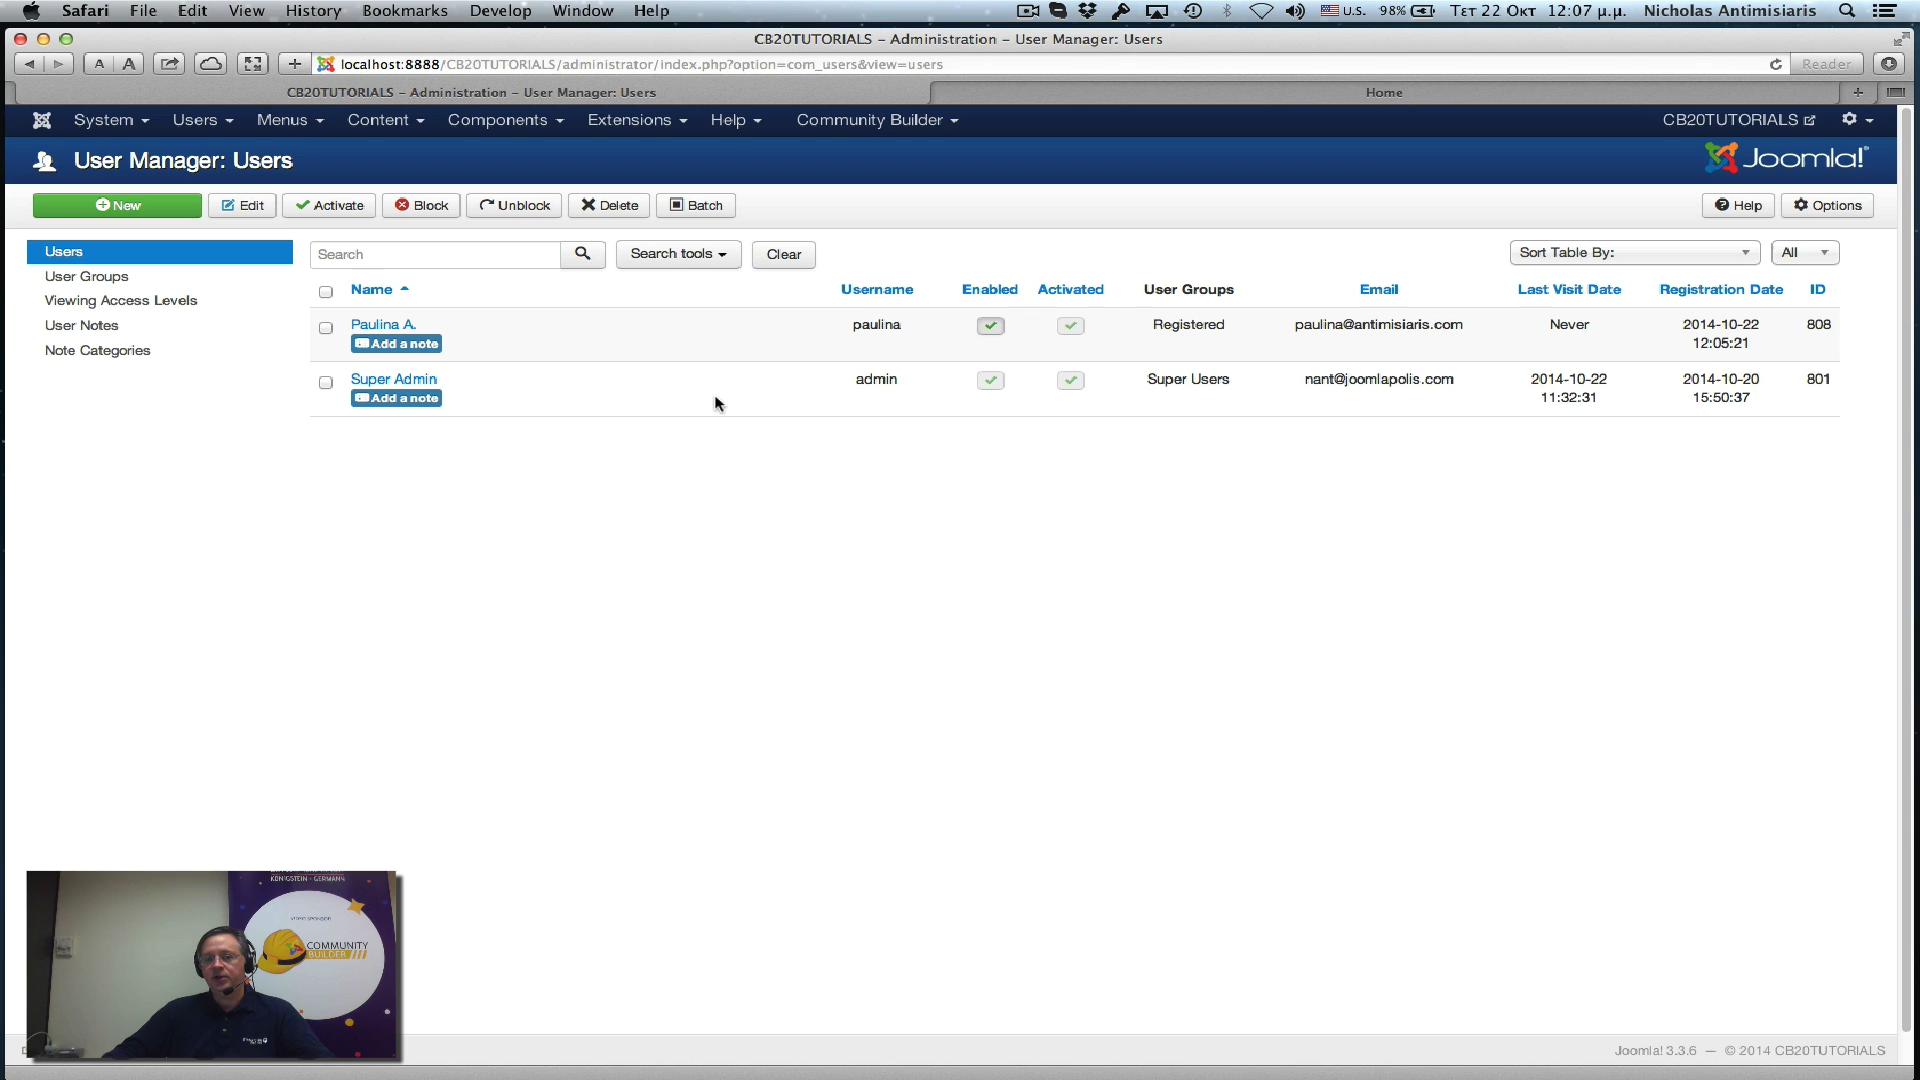 Safari File Edit View History Bookmarks Develop Window Help U.S. 98% Τετ 22 Οκτ 12:07 μ.μ. Nicholas Antimisiaris
CB20TUTORIALS – Administration – User Manager: Users
A A localhost:8888/CB20TUTORIALS/administrator/index.php?option=com_users&view=users Reader
CB20TUTORIALS – Administration – User Manager: Users Home
System Users Menus Content Components Extensions Help Community Builder CB20TUTORIALS
User Manager: Users Joomla!
New Edit Activate Block Unblock Delete Batch Help Options
Users
User Groups
Viewing Access Levels
User Notes
Note Categories
Search Search tools Clear Sort Table By: All
Name Username Enabled Activated User Groups Email Last Visit Date Registration Date ID
Paulina A. paulina Registered paulina@antimisiaris.com Never 2014-10-22 808
Add a note 12:05:21
Super Admin admin Super Users nant@joomlapolis.com 2014-10-22 2014-10-20 801
Add a note 11:32:31 15:50:37
KÖNIGSTEIN - GERMANY
VIDEO SPONSOR
COMMUNITY
BUILDER
Joomla! 3.3.6 — © 2014 CB20TUTORIALS